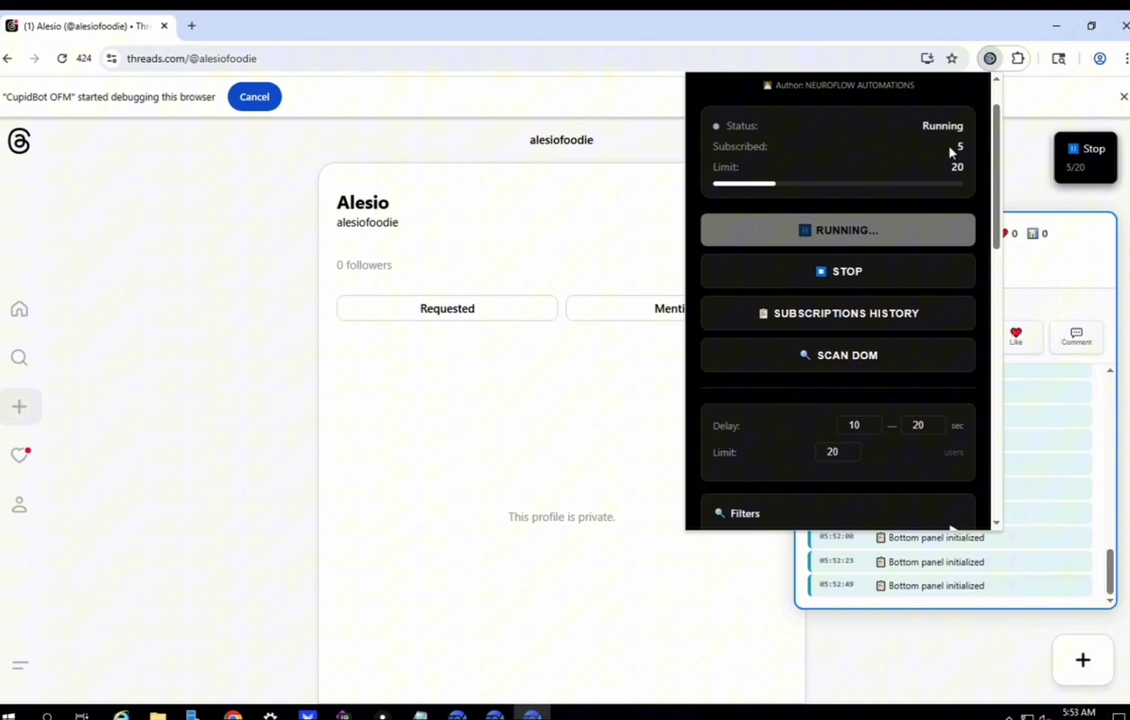 (1) Alesio (@alesiofoodie) • Thr
424
threads.com/@alesiofoodie
"CupidBot OFM" started debugging this browser
Cancel
alesiofoodie
Alesio
alesiofoodie
0 followers
Requested
Menti
This profile is private.
Author: NEUROFLOW AUTOMATIONS
Status: Running
Subscribed: 5
Limit: 20
RUNNING...
STOP
SUBSCRIPTIONS HISTORY
SCAN DOM
Delay: 10 — 20 sec
Limit: 20 users
Filters
Stop
5/20
0 0
Like
Comment
05:52:00 Bottom panel initialized
05:52:23 Bottom panel initialized
05:52:49 Bottom panel initialized
5:53 AM